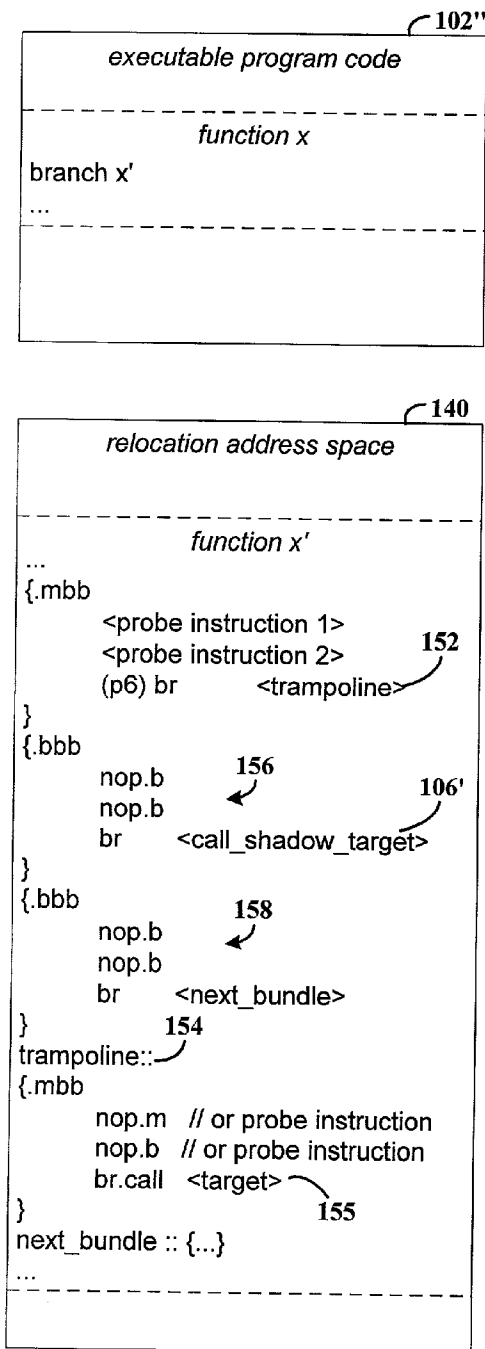 102"
executable program code
function x
branch x'
...
140
relocation address space
function x'
...
{.mbb
<probe instruction 1>
<probe instruction 2>
152
(p6) br <trampoline>
}
{.bbb
nop.b 156
nop.b 106'
br <call_shadow_target>
}
{.bbb
nop.b 158
nop.b
br <next_bundle>
} 154
trampoline::
{.mbb
nop.m // or probe instruction
nop.b // or probe instruction
br.call <target>
} 155
next_bundle :: {...}
...